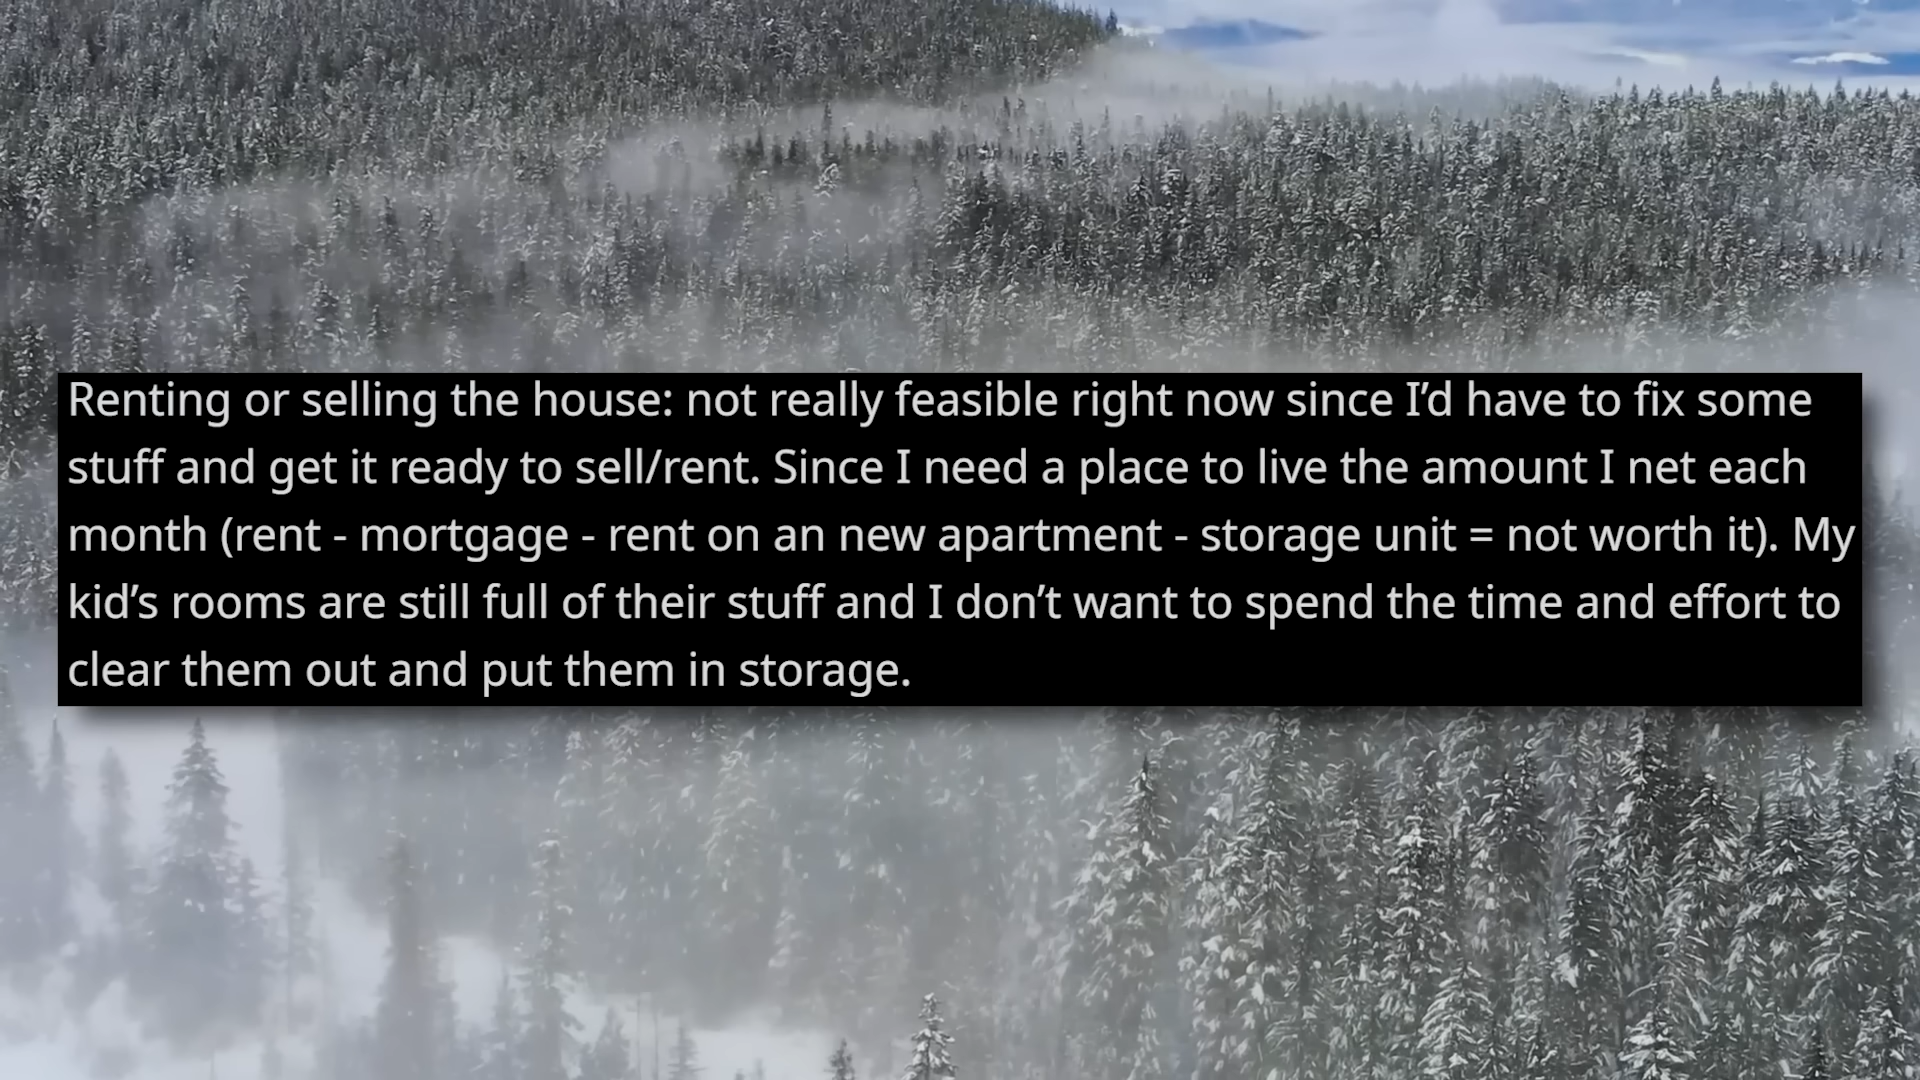 Renting or selling the house: not really feasible right now since I’d have to fix some
stuff and get it ready to sell/rent. Since I need a place to live the amount I net each
month (rent - mortgage - rent on an new apartment - storage unit = not worth it). My
kid’s rooms are still full of their stuff and I don’t want to spend the time and effort to
clear them out and put them in storage.